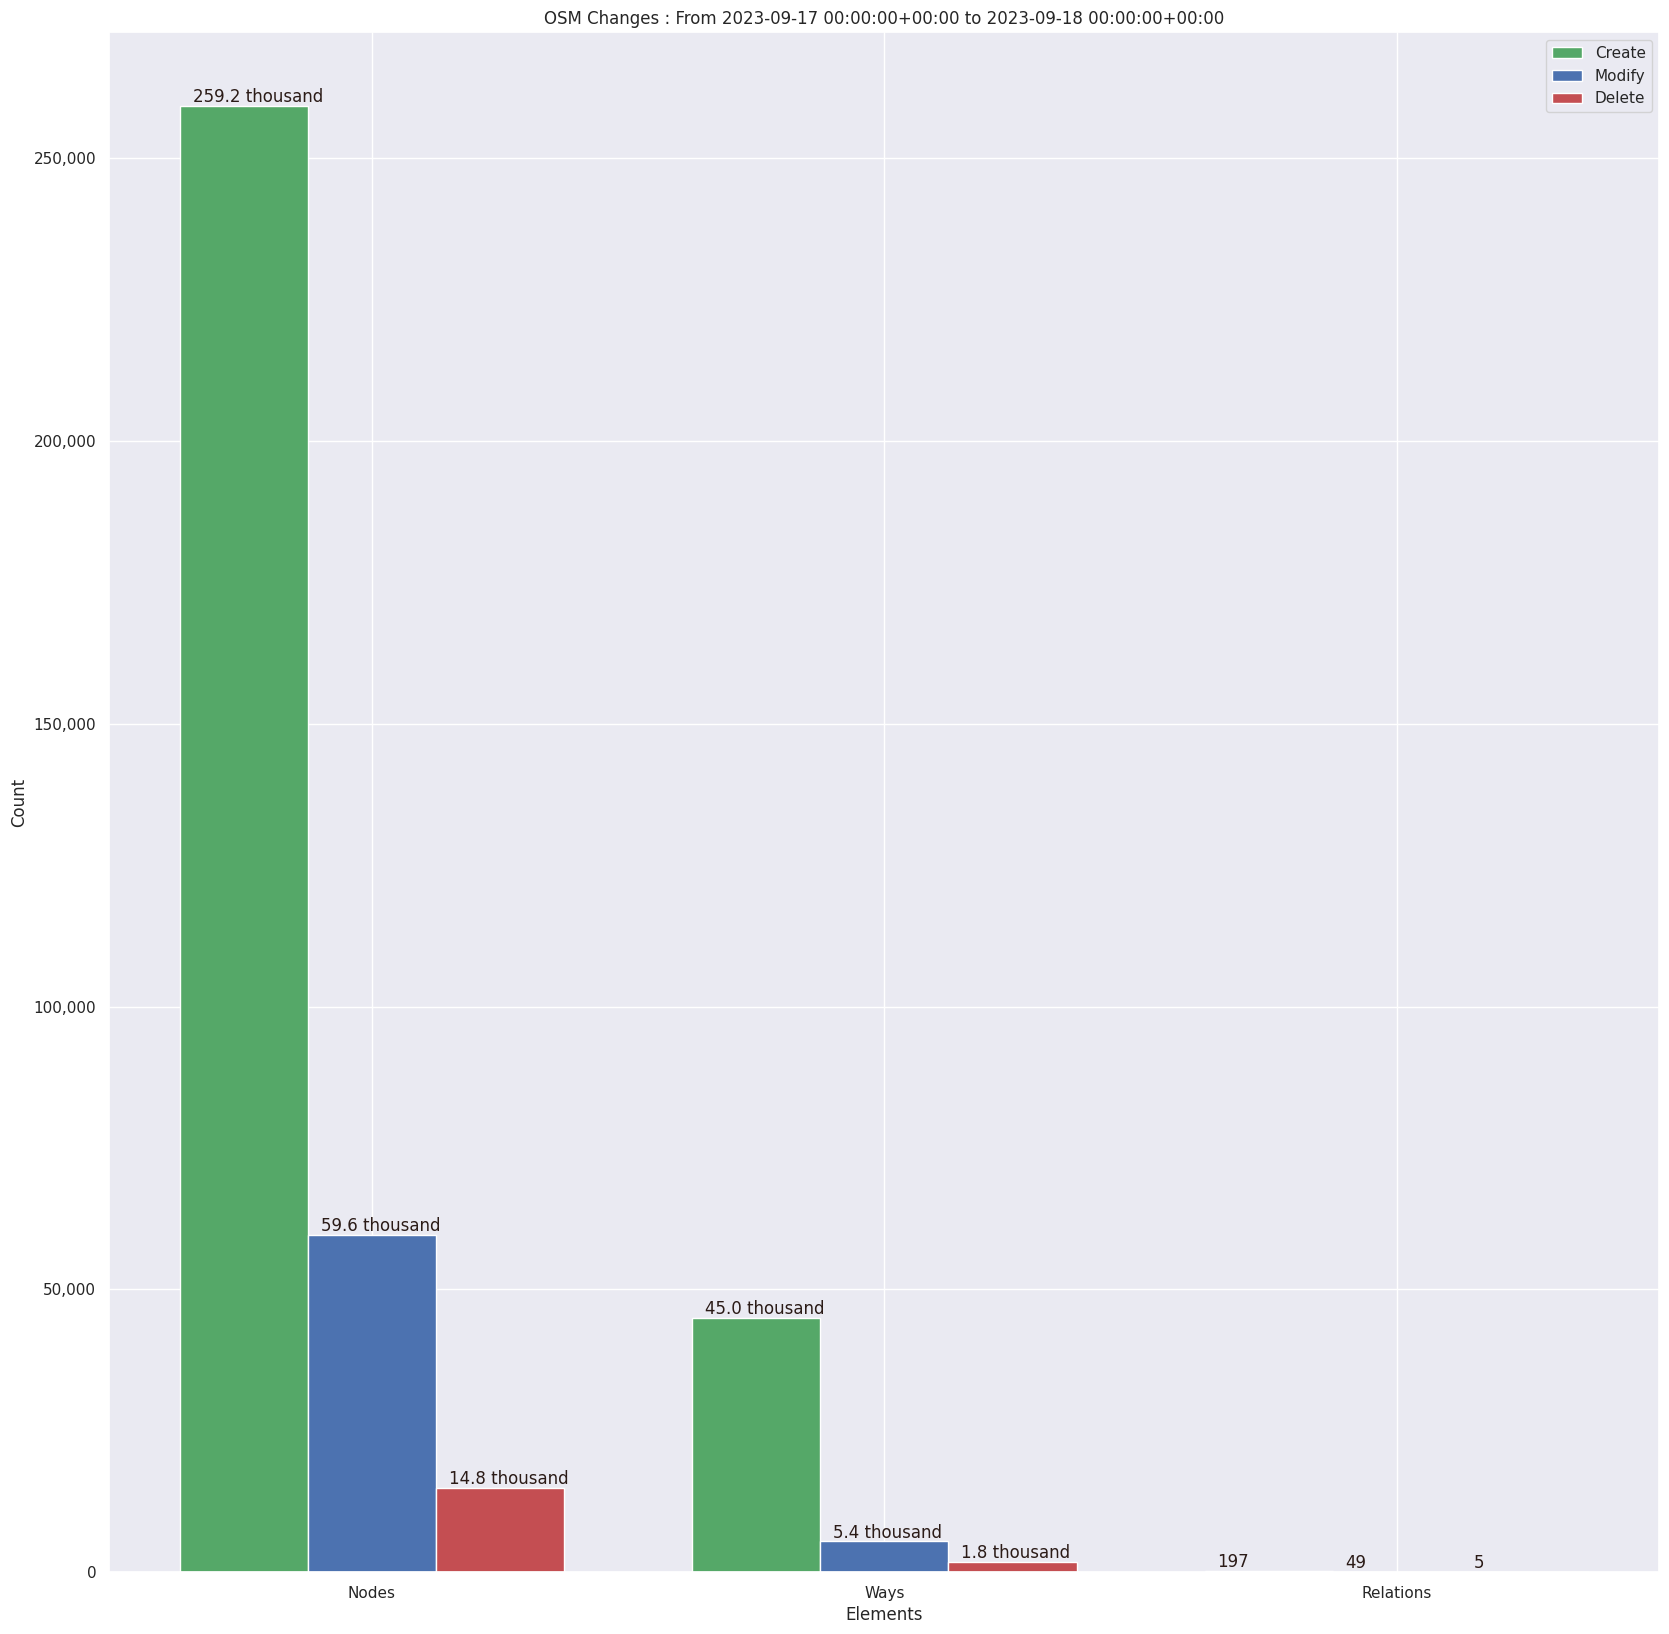 OSM Changes : From 2023-09-17 00:00:00+00:00 to 2023-09-18 00:00:00+00:00
Create
Modify
Delete
259.2 thousand
250,000
200,000
150,000
100,000
50,000
0
Count
59.6 thousand
14.8 thousand
45.0 thousand
5.4 thousand
1.8 thousand
197
49
5
Nodes
Ways
Relations
Elements